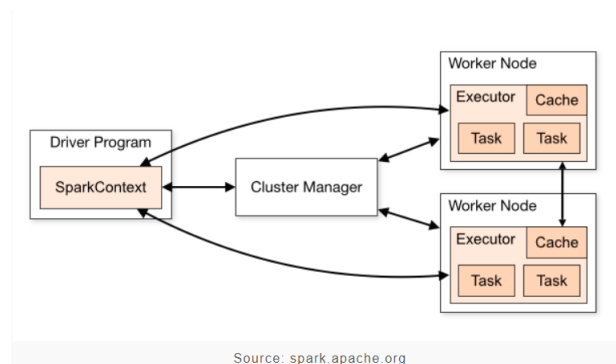 Driver Program
SparkContext
Cluster Manager
Worker Node
Executor
Cache
Task
Task
Worker Node
Executor
Cache
Task
Task
Source: spark.apache.org